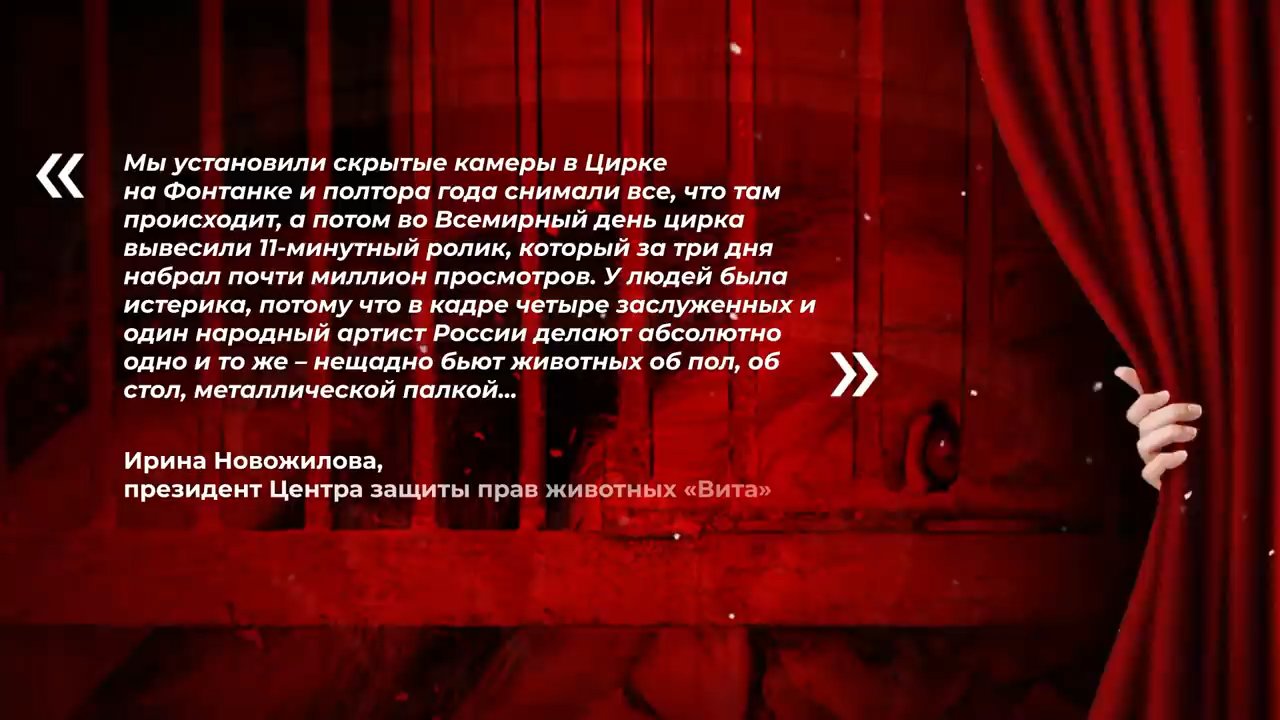 «
Мы установили скрытые камеры в Цирке
на Фонтанке и полтора года снимали все, что там
происходит, а потом во Всемирный день цирка
вывесили 11-минутный ролик, который за три дня
набрал почти миллион просмотров. У людей была
истерика, потому что в кадре четыре заслуженных и
один народный артист России делают абсолютно
одно и то же – нещадно бьют животных об пол, об
стол, металлической палкой...
»
Ирина Новожилова,
президент Центра защиты прав животных «Вита»